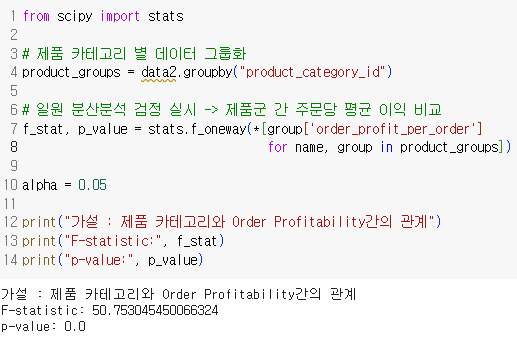 1 from scipy import stats
2
3 # 제품 카테고리 별 데이터 그룹화
4 product_groups = data2.groupby("product_category_id")
5
6 # 일원 분산분석 검정 실시 -> 제품군 간 주문당 평균 이익 비교
7 f_stat, p_value = stats.f_oneway(*[group['order_profit_per_order']
8 for name, group in product_groups])
9
10 alpha = 0.05
11
12 print("가설 : 제품 카테고리와 Order Profitability간의 관계")
13 print("F-statistic:", f_stat)
14 print("p-value:", p_value)
가설 : 제품 카테고리와 Order Profitability간의 관계
F-statistic: 50.753045450066324
p-value: 0.0